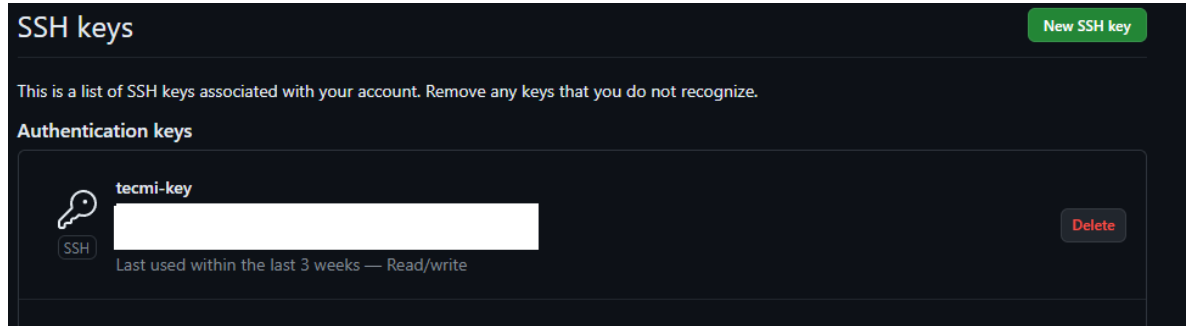 SSH keys
New SSH key
This is a list of SSH keys associated with your account. Remove any keys that you do not recognize.
Authentication keys
tecmi-key
SSH
Delete
Last used within the last 3 weeks — Read/write